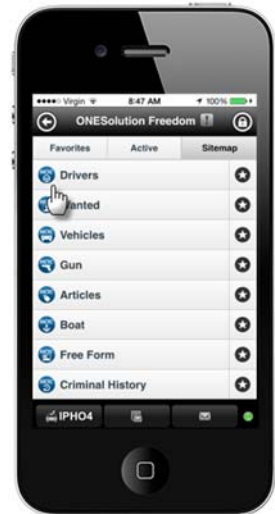 Virgin 8:47 AM 100%
ONESolution Freedom !
Favorites Active Sitemap
Drivers
Wanted
Vehicles
Gun
Articles
Boat
Free Form
Criminal History
IPHO4